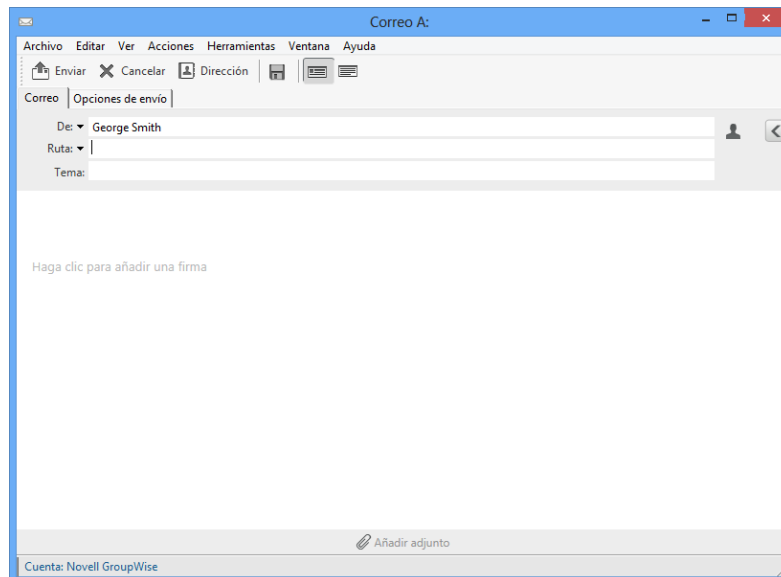 Correo A:
Archivo Editar Ver Acciones Herramientas Ventana Ayuda
Enviar Cancelar Dirección
Correo Opciones de envío
De: George Smith
Ruta:
Tema:
Haga clic para añadir una firma
Añadir adjunto
Cuenta: Novell GroupWise